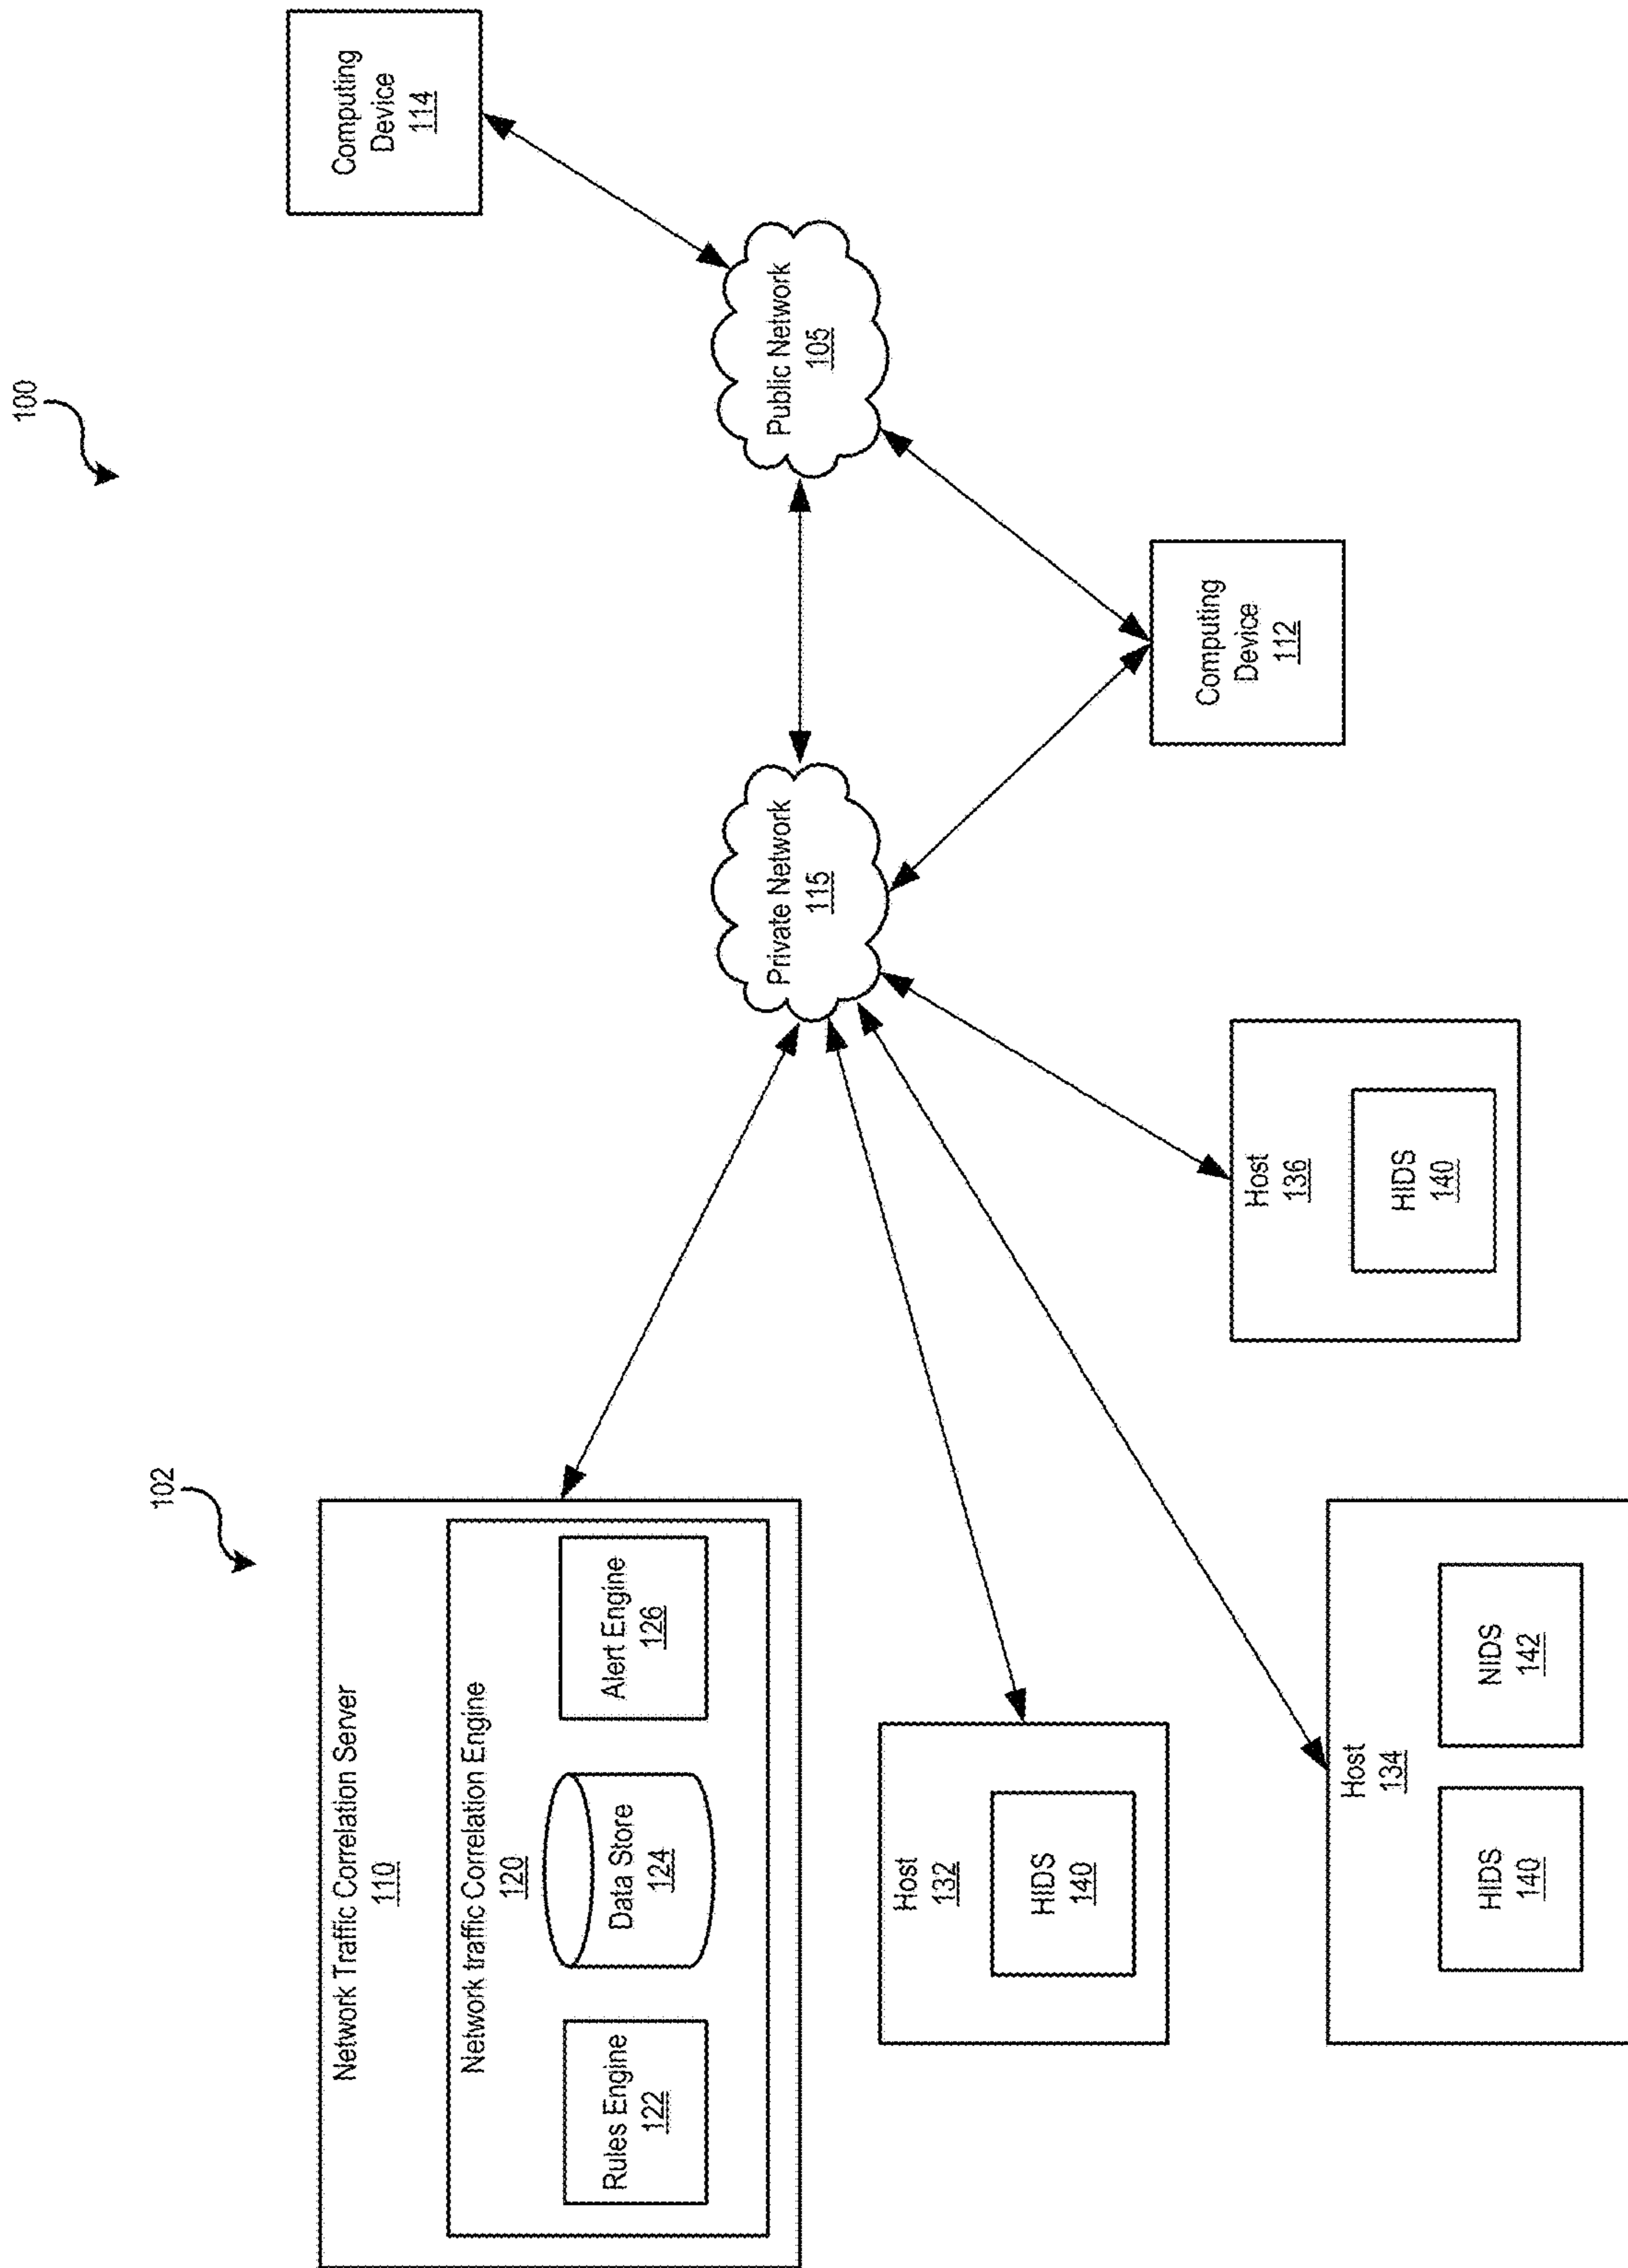 100
102
Network Traffic Correlation Server
110
Network traffic Correlation Engine
120
Rules Engine
122
Data Store
124
Alert Engine
126
Host
132
HIDS
140
Host
134
HIDS
140
NIDS
142
Host
136
HIDS
140
Private Network
115
Public Network
105
Computing
Device
112
Computing
Device
114